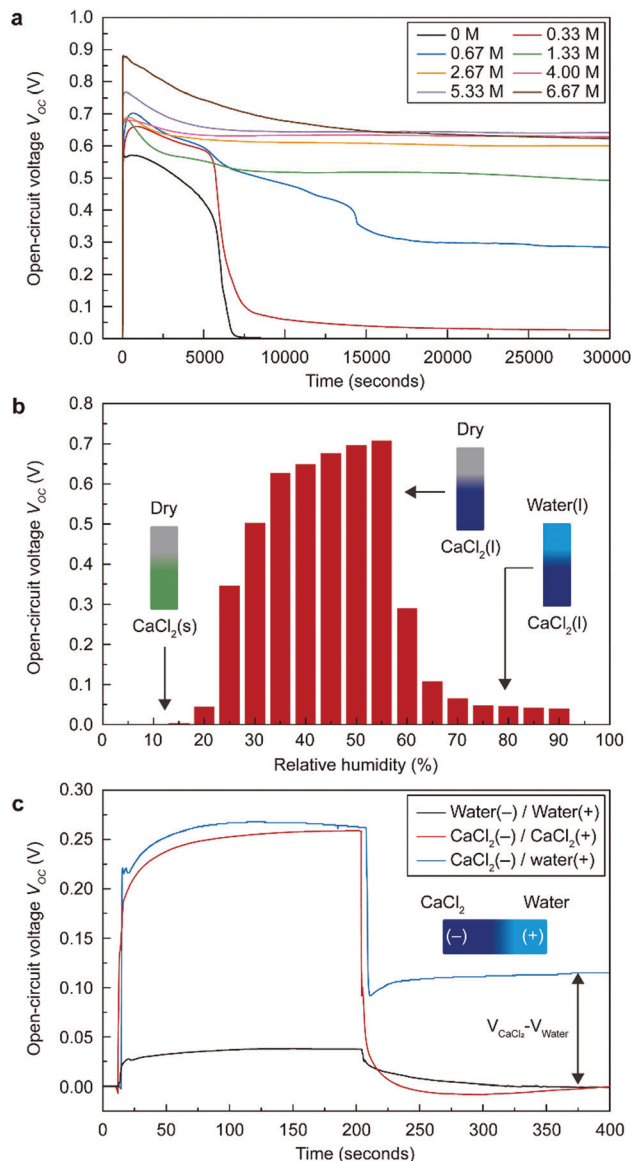 a
1.0
0.9
0.8
0.7
0.6
0.5
0.4
0.3
0.2
0.1
0.0
Open-circuit voltage VOC (V)
0 M 0.33 M
0.67 M 1.33 M
2.67 M 4.00 M
5.33 M 6.67 M
0 5000 10000 15000 20000 25000 30000
Time (seconds)
b
0.8
0.7
0.6
0.5
0.4
0.3
0.2
0.1
0.0
Open-circuit voltage VOC (V)
Dry
CaCl2(s)
Dry
CaCl2(l)
Water(l)
CaCl2(l)
0 10 20 30 40 50 60 70 80 90 100
Relative humidity (%)
c
0.30
0.25
0.20
0.15
0.10
0.05
0.00
Open-circuit voltage VOC (V)
Water(–) / Water(+)
CaCl2(–) / CaCl2(+)
CaCl2(–) / water(+)
CaCl2 Water
(–) (+)
VCaCl2-VWater
0 50 100 150 200 250 300 350 400
Time (seconds)